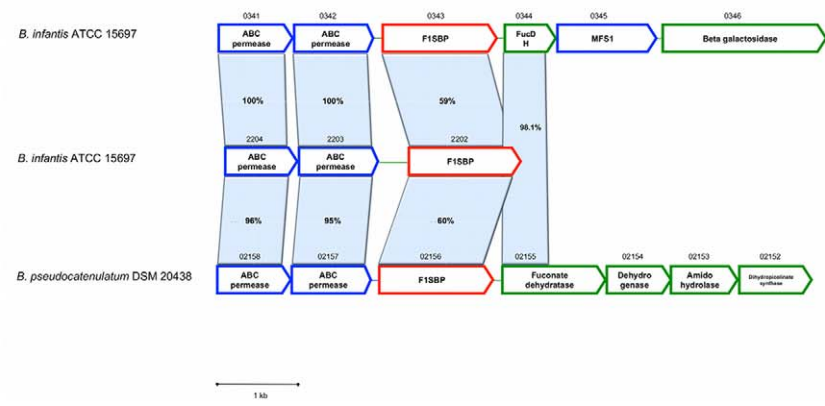 0341 0342 0343 0344 0345 0346
B. infantis ATCC 15697
ABC permease
ABC permease
F1SBP
FucD H
MFS1
Beta galactosidase
100% 100% 59% 98.1%
2204 2203 2202
B. infantis ATCC 15697
ABC permease
ABC permease
F1SBP
96% 95% 60%
02158 02157 02156 02155 02154 02153 02152
B. pseudocatenulatum DSM 20438
ABC permease
ABC permease
F1SBP
Fuconate dehydratase
Dehydro genase
Amido hydrolase
Dihydropicolinate synthase
1 kb